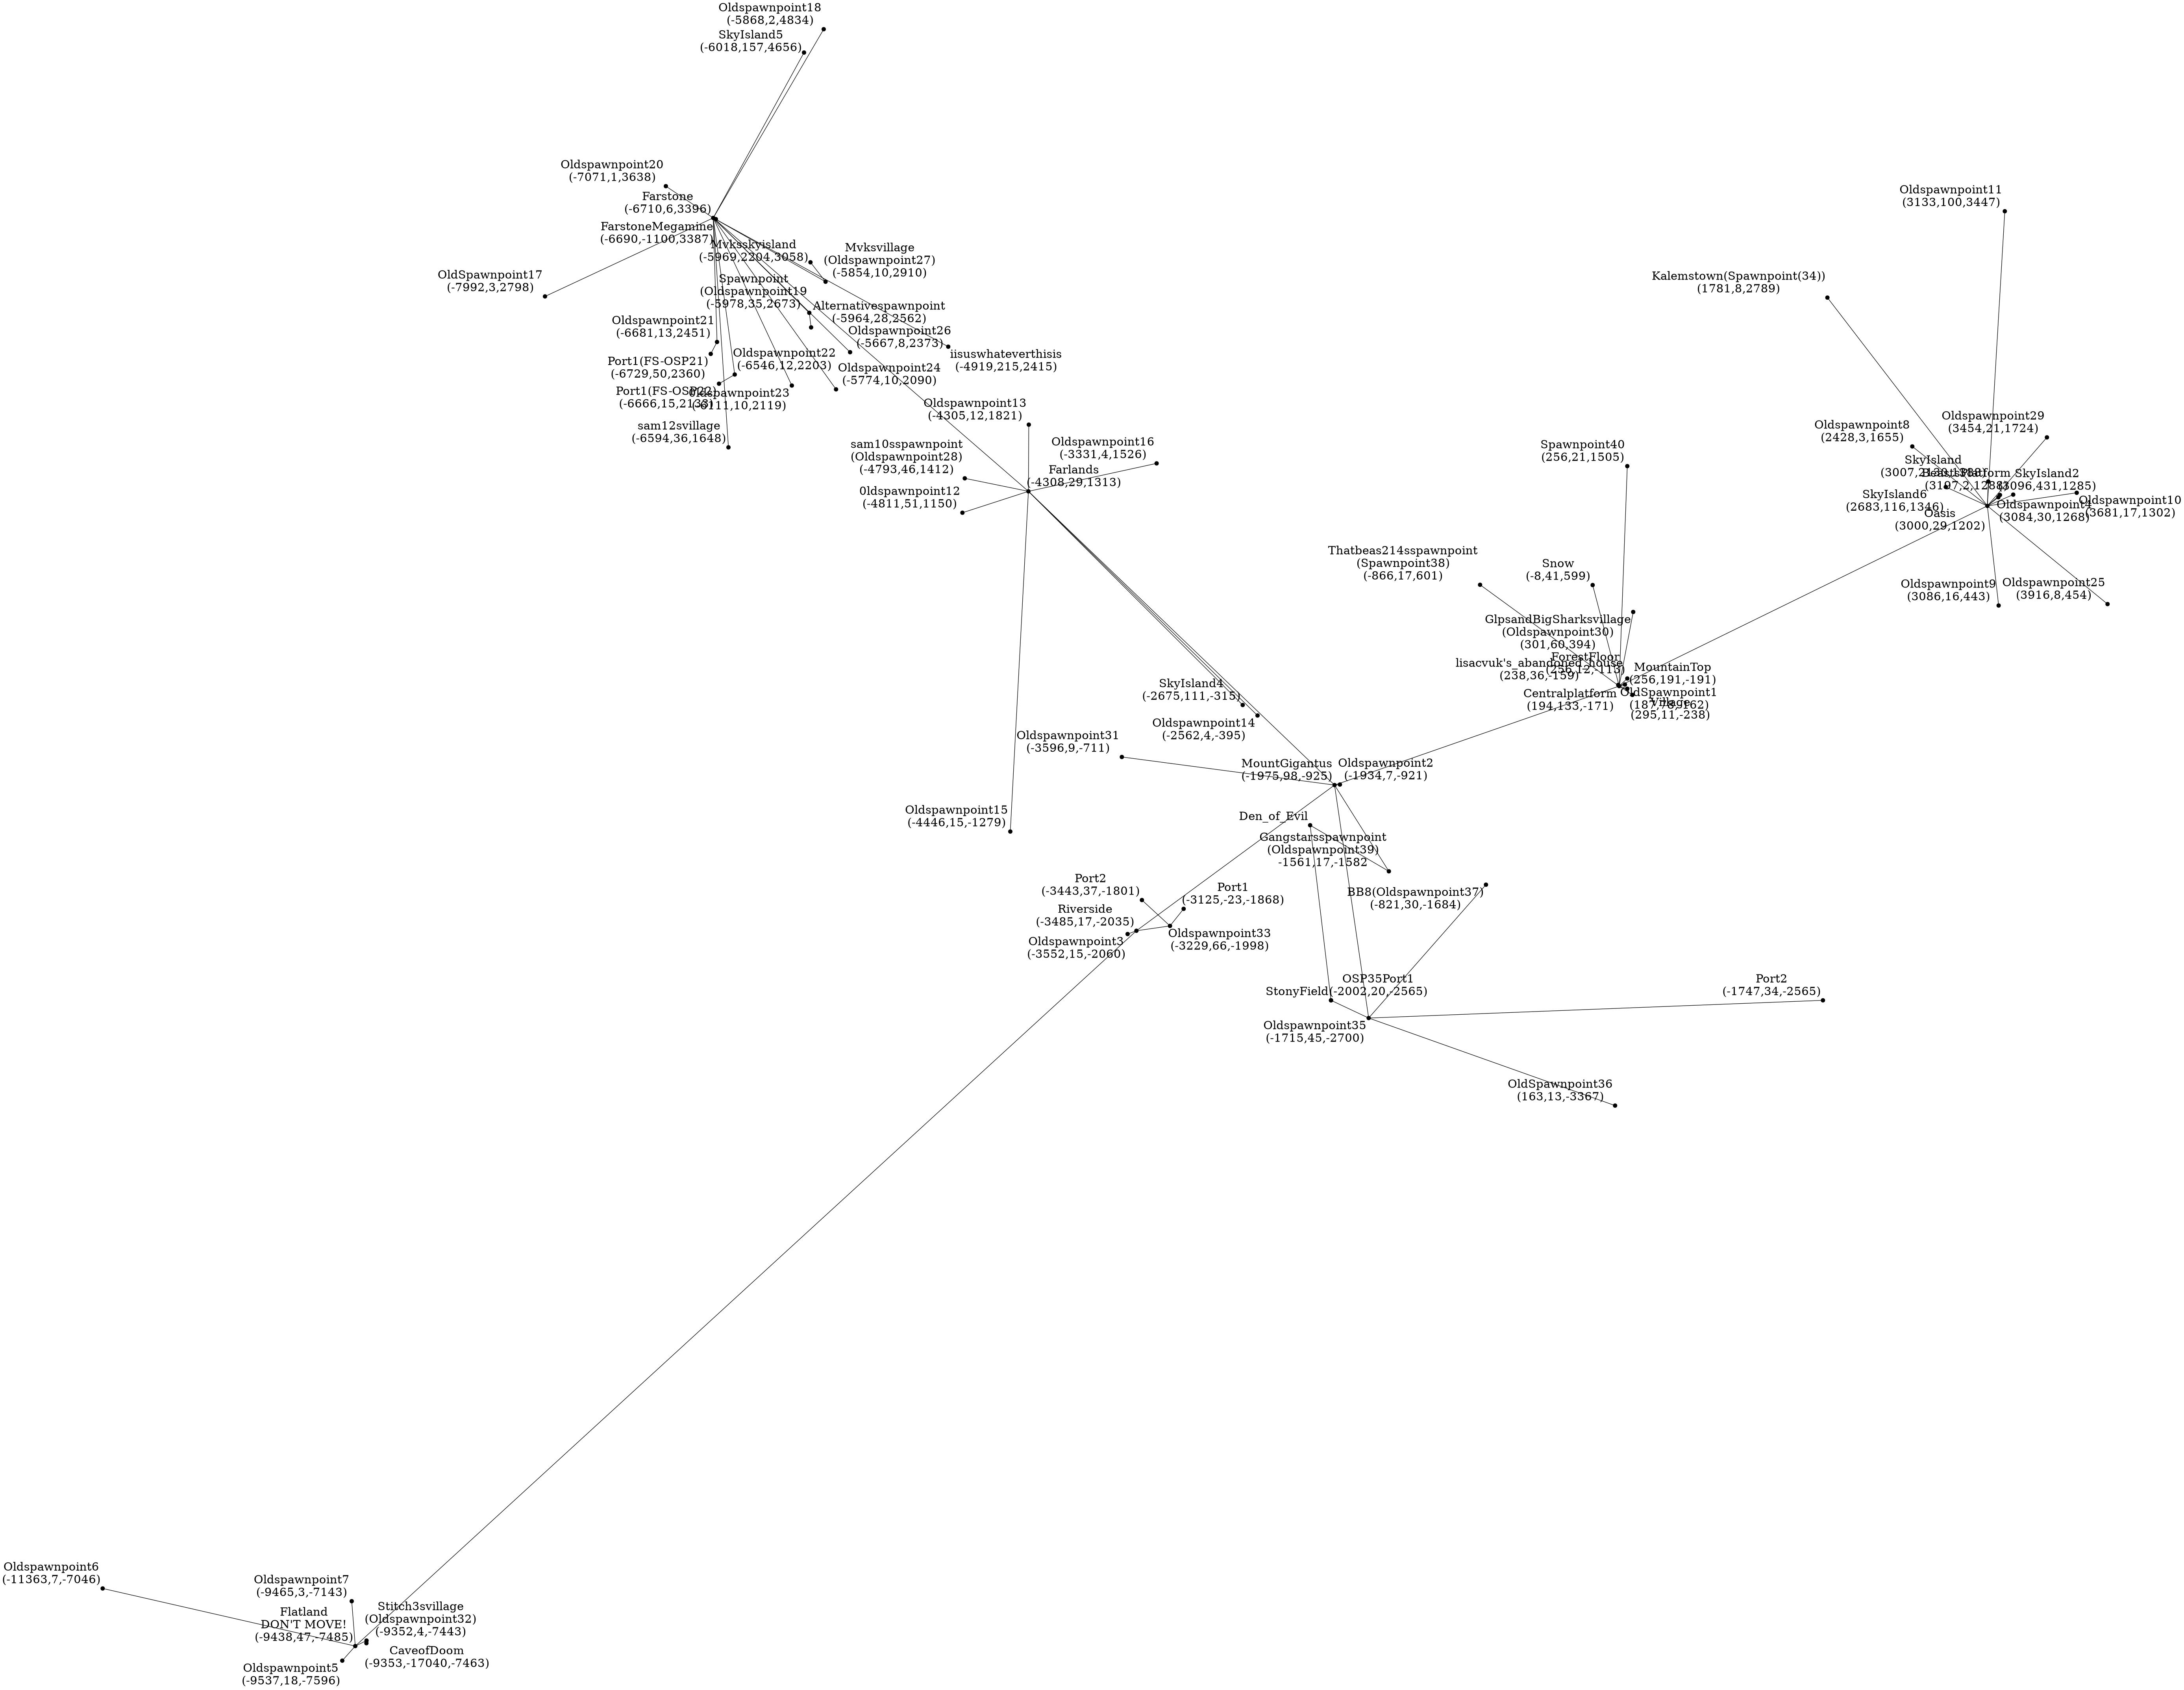 Oldspawnpoint18
(-5868,2,4834)
SkyIsland5
(-6018,157,4656)
Oldspawnpoint20
(-7071,1,3638)
Farstone
(-6710,6,3396)
FarstoneMegamine
(-6690,-1100,3387)
Mvksskyisland
(-5969,2204,3058)
Mvksvillage
(Oldspawnpoint27)
(-5854,10,2910)
OldSpawnpoint17
(-7992,3,2798)
Spawnpoint
(Oldspawnpoint19
(-5978,35,2673)
Alternativespawnpoint
(-5964,28,2562)
Oldspawnpoint21
(-6681,13,2451)
Oldspawnpoint26
(-5667,8,2373)
iisuswhateverthisis
(-4919,215,2415)
Port1(FS-OSP21)
(-6729,50,2360)
Oldspawnpoint22
(-6546,12,2203)
Oldspawnpoint24
(-5774,10,2090)
Port1(FS-OSP22)
(-6666,15,2133)
Oldspawnpoint23
(-6111,10,2119)
sam12svillage
(-6594,36,1648)
Oldspawnpoint13
(-4305,12,1821)
sam10sspawnpoint
(Oldspawnpoint28)
(-4793,46,1412)
Oldspawnpoint16
(-3331,4,1526)
Farlands
(-4308,29,1313)
0ldspawnpoint12
(-4811,51,1150)
Oldspawnpoint11
(3133,100,3447)
Kalemstown(Spawnpoint(34))
(1781,8,2789)
Oldspawnpoint29
(3454,21,1724)
Oldspawnpoint8
(2428,3,1655)
SkyIsland
BeastsPlatform
(3107,2,1288)
SkyIsland2
(3096,431,1285)
SkyIsland6
(2683,116,1346)
Oldspawnpoint10
(3681,17,1302)
Oldspawnpoint4
(3084,30,1268)
Oasis
(3000,29,1202)
Oldspawnpoint9
(3086,16,443)
Oldspawnpoint25
(3916,8,454)
Spawnpoint40
(256,21,1505)
Thatbeas214sspawnpoint
(Spawnpoint38)
(-866,17,601)
Snow
(-8,41,599)
GlpsandBigSharksvillage
(Oldspawnpoint30)
(301,60,394)
ForestFloor
(256,12,-113)
lisacvuk's_abandoned_house
(238,36,-159)
MountainTop
(256,191,-191)
Centralplatform
(194,133,-171)
OldSpawnpoint1
Village
(295,11,-238)
SkyIsland4
(-2675,111,-315)
Oldspawnpoint14
(-2562,4,-395)
Oldspawnpoint31
(-3596,9,-711)
MountGigantus
(-1975,98,-925)
Oldspawnpoint2
(-1934,7,-921)
Oldspawnpoint15
(-4446,15,-1279)
Den_of_Evil
Gangstarsspawnpoint
(Oldspawnpoint39)
-1561,17,-1582
Port2
(-3443,37,-1801)
Port1
(-3125,-23,-1868)
BB8(Oldspawnpoint37)
(-821,30,-1684)
Riverside
(-3485,17,-2035)
Oldspawnpoint3
(-3552,15,-2060)
Oldspawnpoint33
(-3229,66,-1998)
OSP35Port1
StonyField(-2002,20,-2565)
Port2
(-1747,34,-2565)
Oldspawnpoint35
(-1715,45,-2700)
OldSpawnpoint36
(163,13,-3367)
Oldspawnpoint6
(-11363,7,-7046)
Oldspawnpoint7
(-9465,3,-7143)
Flatland
DON'T MOVE!
(-9438,47,-7485)
Stitch3svillage
(Oldspawnpoint32)
(-9352,4,-7443)
CaveofDoom
(-9353,-17040,-7463)
Oldspawnpoint5
(-9537,18,-7596)